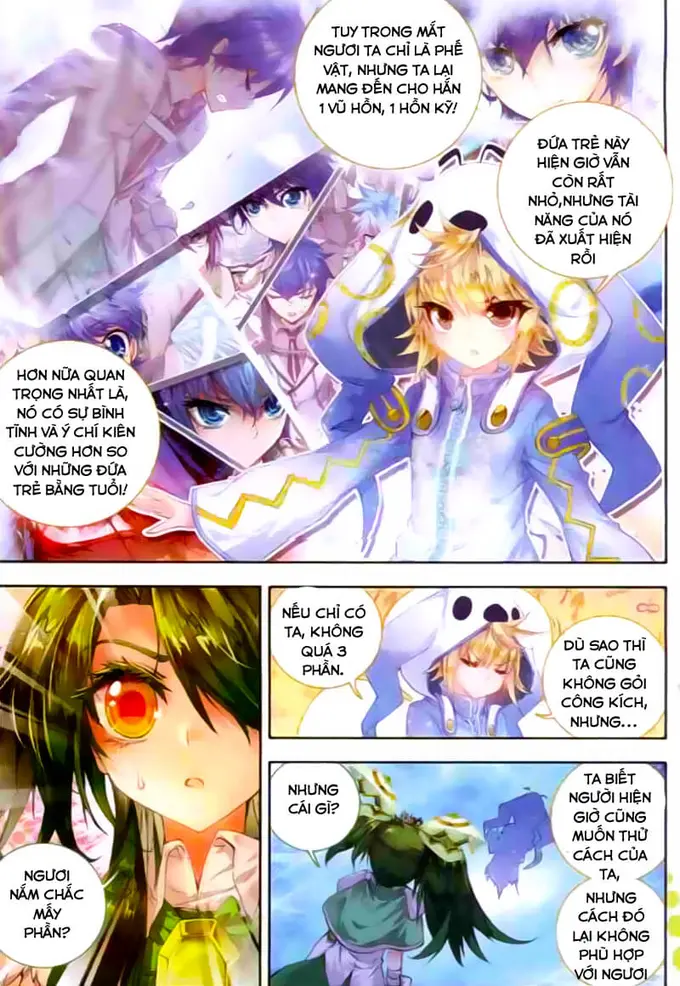 TUY TRONG MẮT
NGƯƠI TA CHỈ LÀ PHẾ
VẬT, NHƯNG TA LẠI
MANG ĐẾN CHO HẮN
1 VŨ HỒN, 1 HỒN KỸ!
ĐỨA TRẺ NÀY
HIỆN GIỜ VẪN
CÒN RẤT
NHỎ,NHƯNG TÀI
NĂNG CỦA NÓ
ĐÃ XUẤT HIỆN
RỒI
HƠN NỮA QUAN
TRỌNG NHẤT LÀ,
NÓ CÓ SỰ BÌNH
TĨNH VÀ Ý CHÍ KIÊN
CƯỜNG HƠN SO
VỚI NHỮNG ĐỨA
TRẺ BẰNG TUỔI!
NGƯƠI
NẮM CHẮC
MẤY
PHẦN?
NẾU CHỈ CÓ
TA, KHÔNG
QUÁ 3
PHẦN.
DÙ SAO THÌ
TA CŨNG
KHÔNG GỎI
CÔNG KÍCH,
NHƯNG...
NHƯNG
CÁI GÌ?
TA BIẾT
NGƯỜI HIỆN
GIỜ CŨNG
MUỐN THỬ
CÁCH CỦA
TA,
NHƯNG
CÁCH ĐÓ
LẠI KHÔNG
PHÙ HỢP
VỚI NGƯƠI